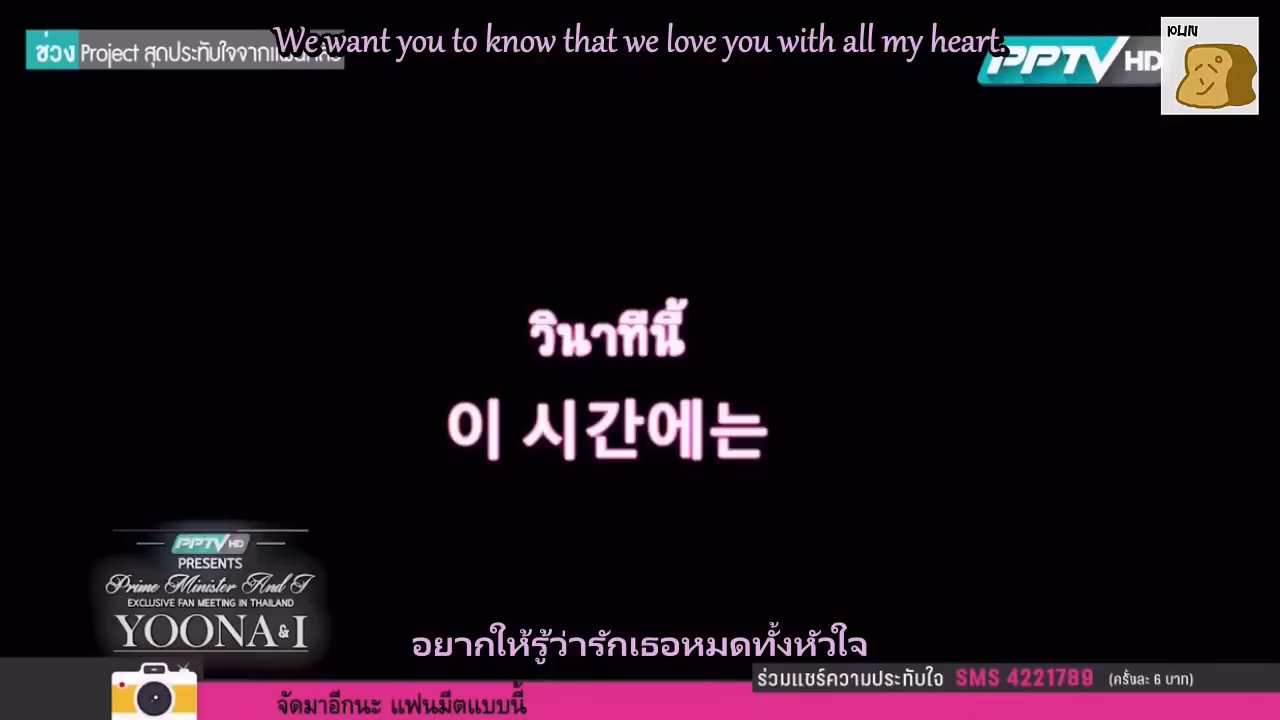 We want you to know that we love you with all my heart.
ช่วง Project สุดประทับใจจาก
PPTV HD
วินาทีนี้
이 시간에는
PPTV HD
PRESENTS
Prime Minister And I
EXCLUSIVE FAN MEETING IN THAILAND
YOONA & I
อยากให้รู้ว่ารักเธอหมดทั้งหัวใจ
ร่วมแชร์ความประทับใจ SMS 4221789 (ครั้งละ 6 บาท)
จัดมาอีกนะ แฟนมีตแบบนี้